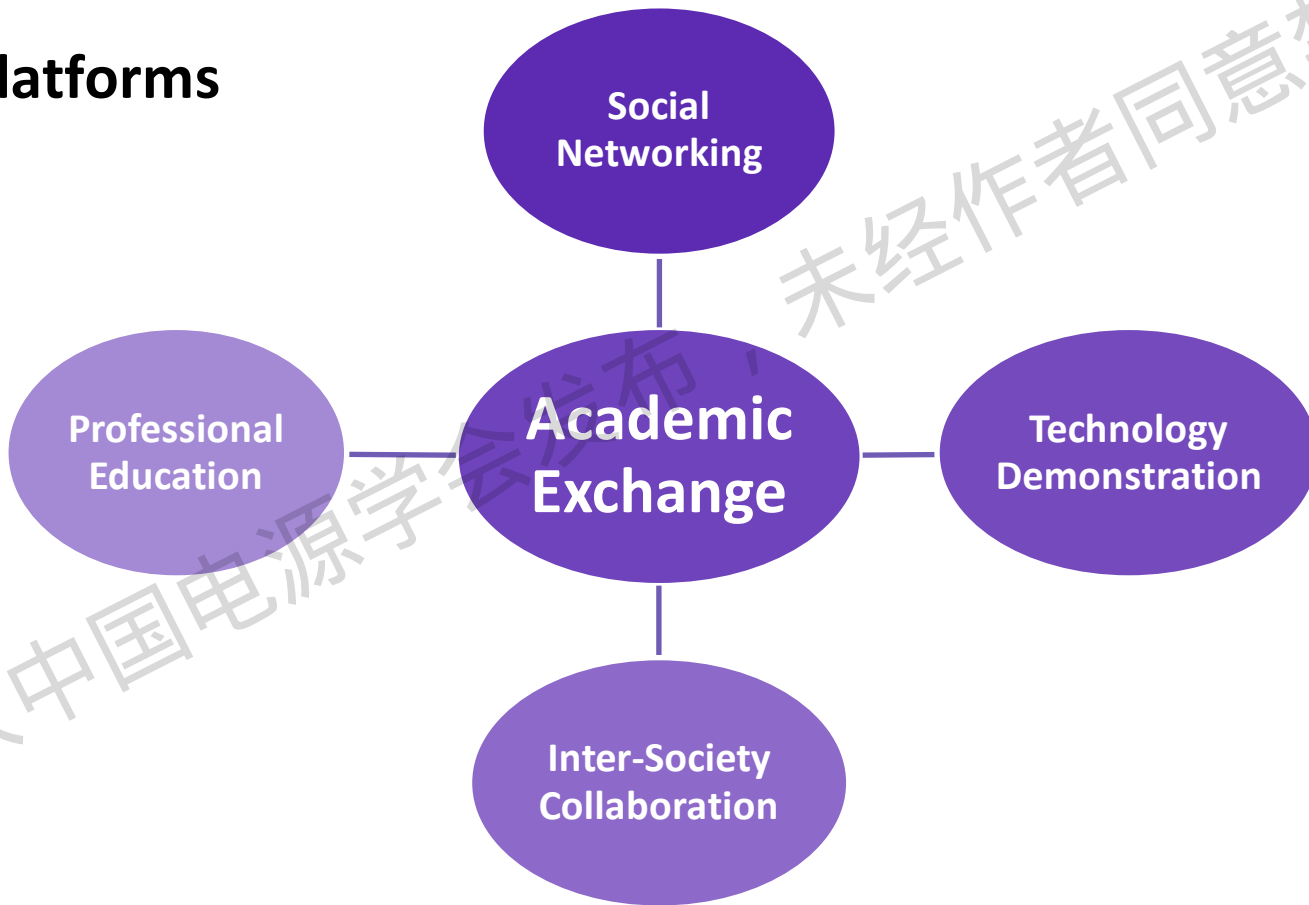 latforms
Social
Networking
Professional
Education
Academic
Exchange
Technology
Demonstration
Inter-Society
Collaboration
中国电源学会发布，未经作者同意